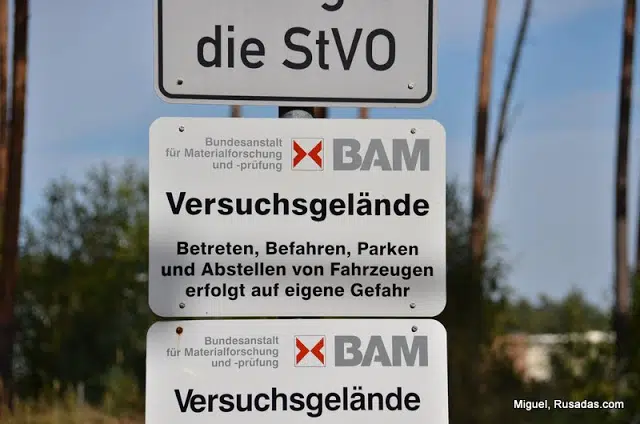 die StVO
Bundesanstalt
für Materialforschung
und -prüfung
BAM
Versuchsgelände
Betreten, Befahren, Parken
und Abstellen von Fahrzeugen
erfolgt auf eigene Gefahr
Bundesanstalt
für Materialforschung
und -prüfung
BAM
Versuchsgelände
Miguel, Rusadas.com